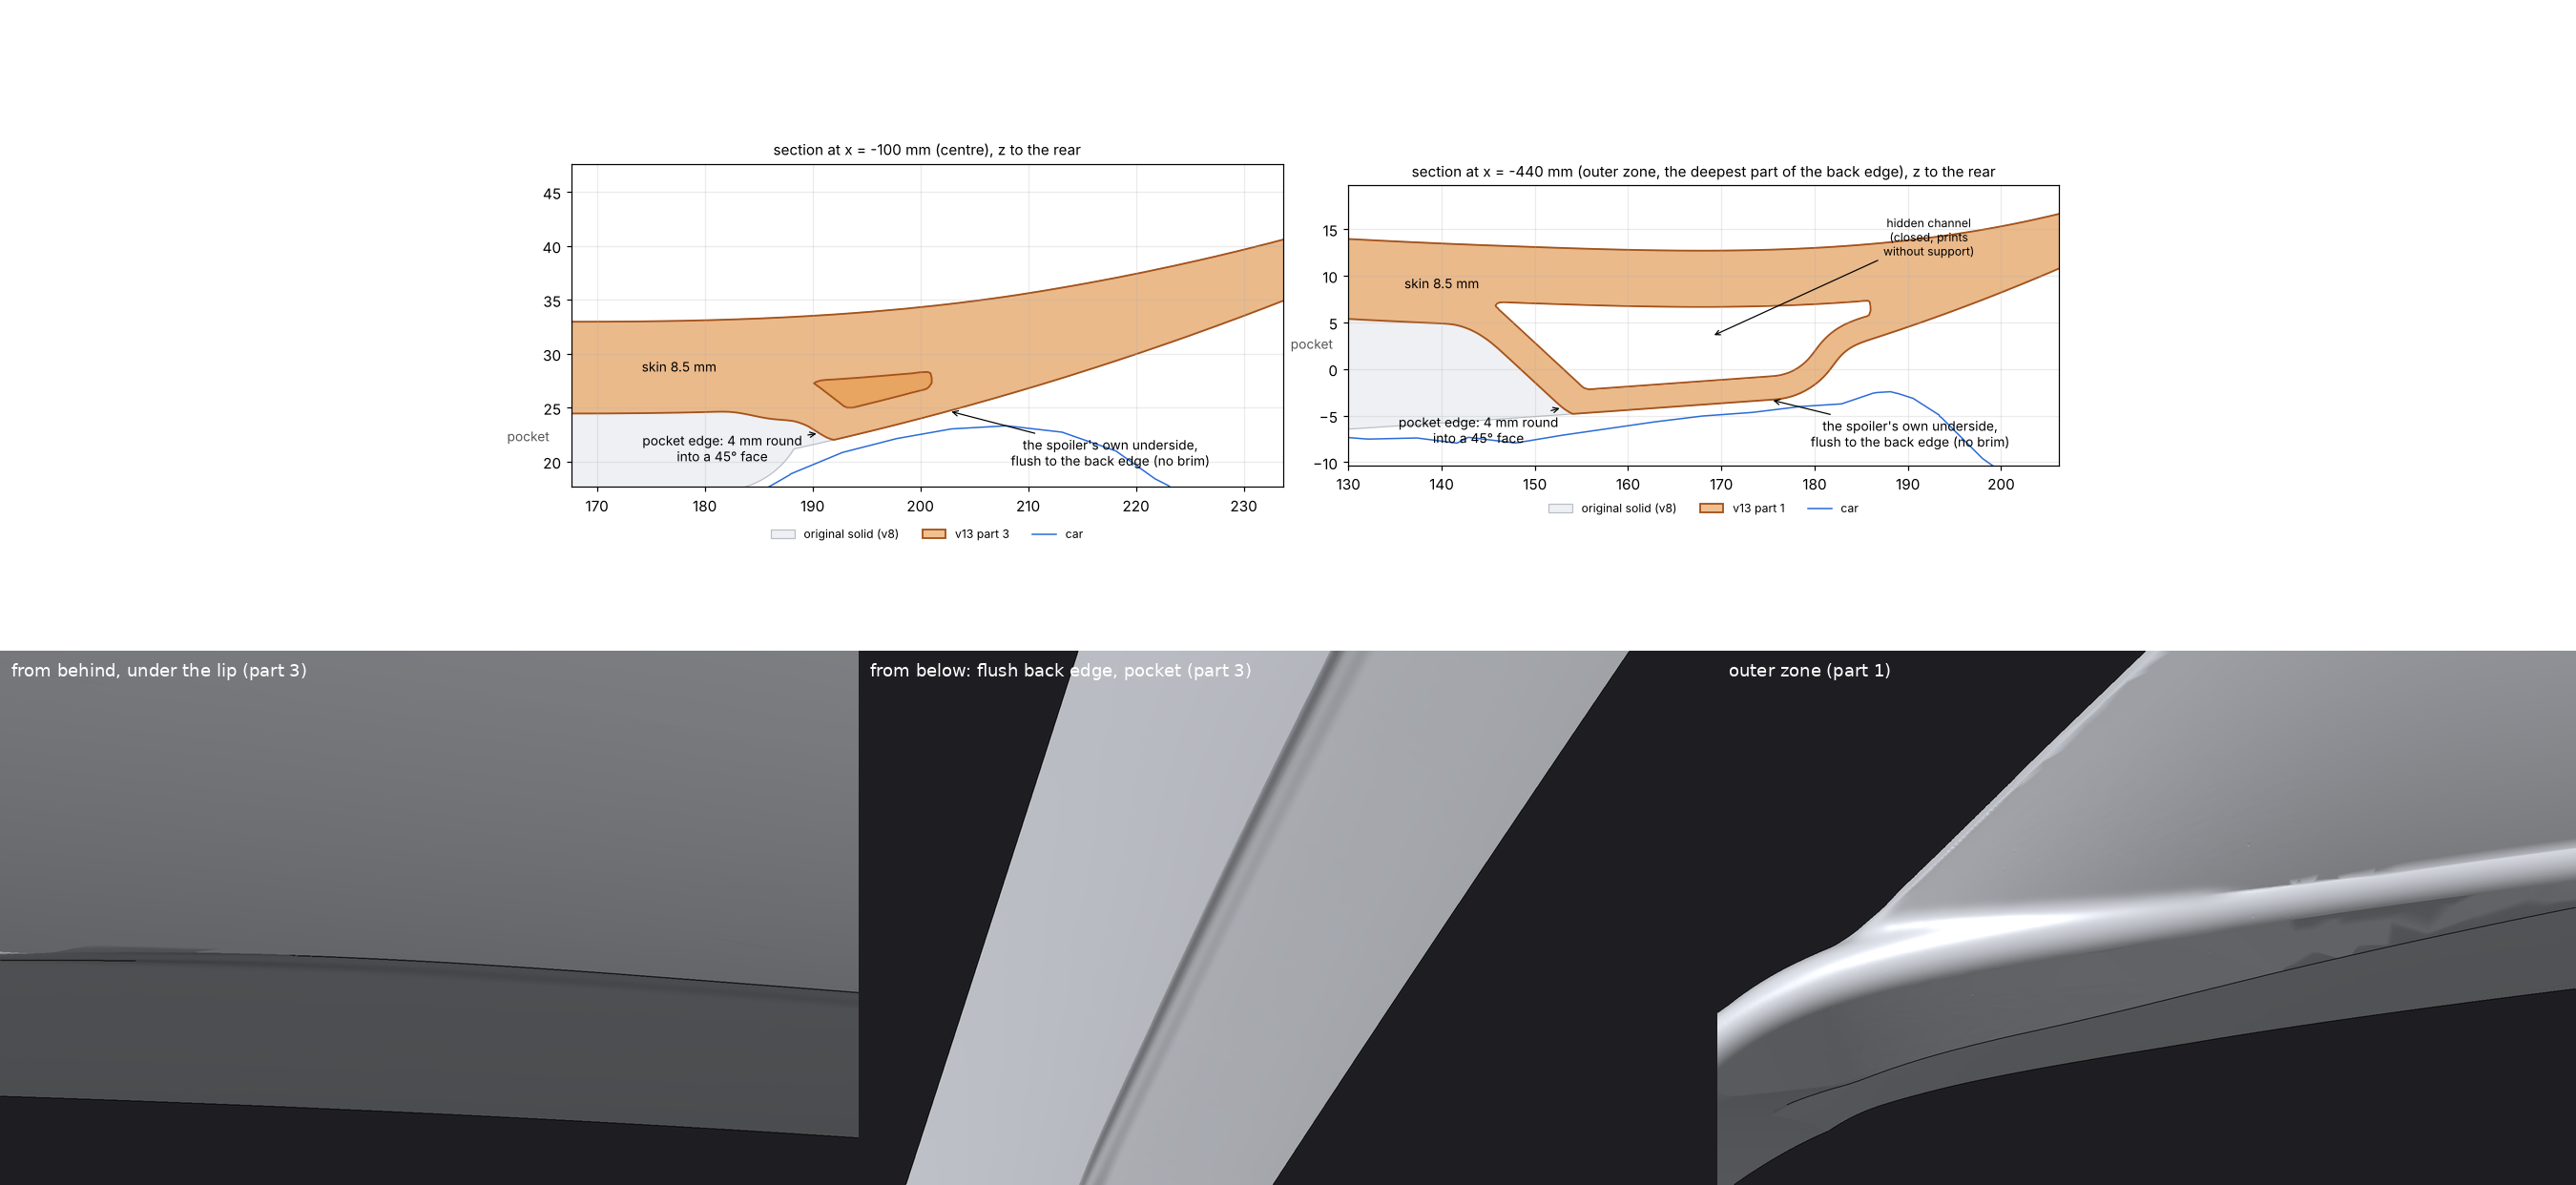 section at x = -100 mm (centre), z to the rear
45
40
35
30
25
20
skin 8.5 mm
pocket
pocket edge: 4 mm round
into a 45° face
the spoiler's own underside,
flush to the back edge (no brim)
170
180
190
200
210
220
230
original solid (v8)
v13 part 3
car
section at x = -440 mm (outer zone, the deepest part of the back edge), z to the rear
15
10
5
0
−5
−10
hidden channel
(closed, prints
without support)
skin 8.5 mm
pocket
pocket edge: 4 mm round
into a 45° face
the spoiler's own underside,
flush to the back edge (no brim)
130
140
150
160
170
180
190
200
original solid (v8)
v13 part 1
car
from behind, under the lip (part 3)
from below: flush back edge, pocket (part 3)
outer zone (part 1)